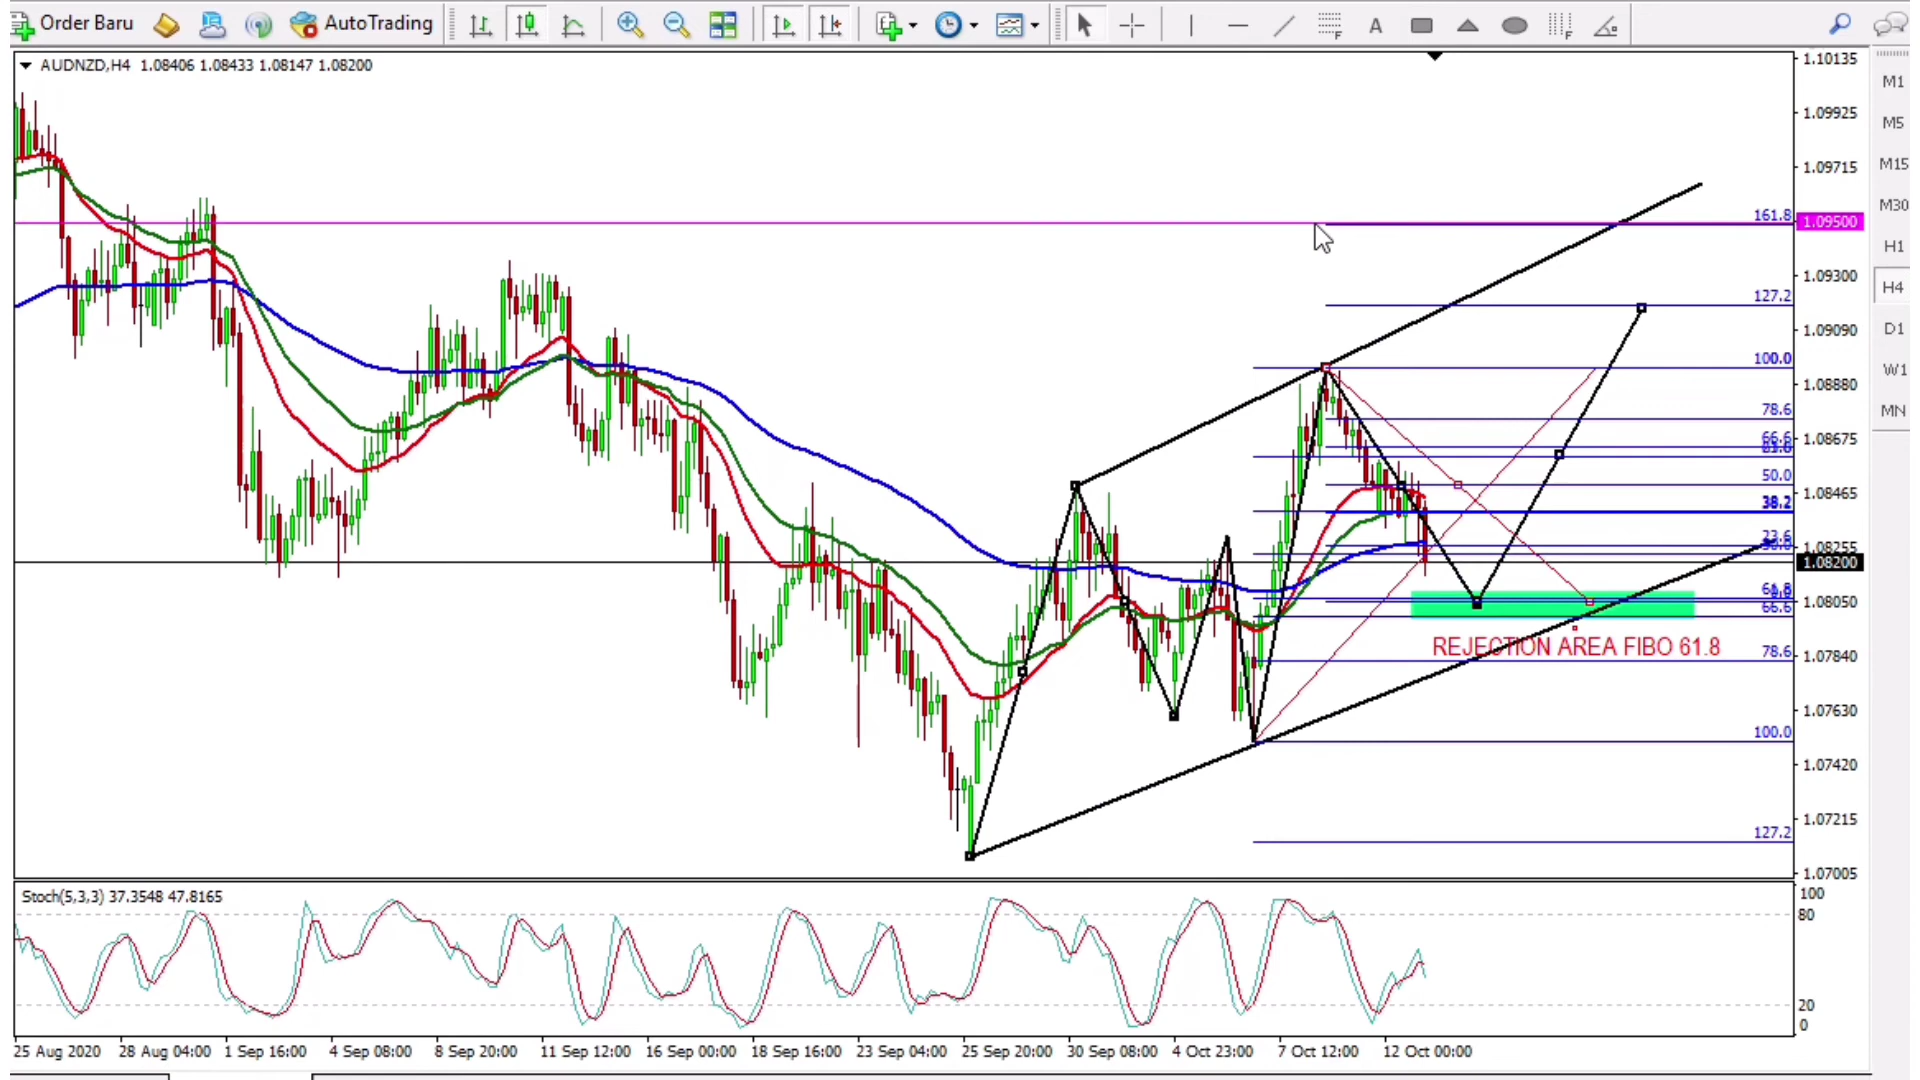 Order Baru
AutoTrading
A
F
F
AUDNZD,H4 1.08406 1.08433 1.08147 1.08200
1.10135
1.09925
1.09715
161.8
1.09500
1.09300
127.2
1.09090
100.0
1.08880
78.6
1.08675
66.6
50.0
1.08465
38.2
23.6
1.08255
1.08200
61.8
1.08050
66.6
REJECTION AREA FIBO 61.8
78.6
1.07840
1.07630
100.0
1.07420
1.07215
127.2
1.07005
M1
M5
M15
M30
H1
H4
D1
W1
MN
Stoch(5,3,3) 37.3548 47.8165
100
80
20
0
25 Aug 2020
28 Aug 04:00
1 Sep 16:00
4 Sep 08:00
8 Sep 20:00
11 Sep 12:00
16 Sep 00:00
18 Sep 16:00
23 Sep 04:00
25 Sep 20:00
30 Sep 08:00
4 Oct 23:00
7 Oct 12:00
12 Oct 00:00